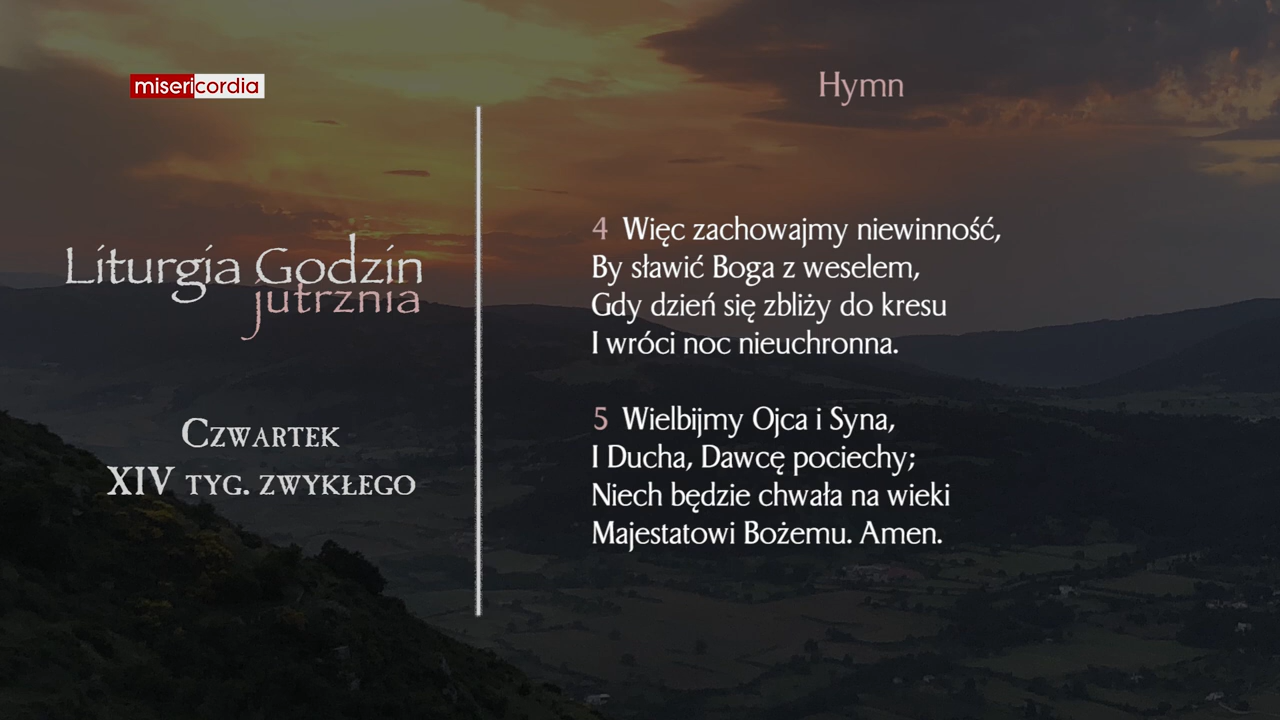 misericordia
Liturgia Godzin
jutrznia
Czwartek
XIV tyg. zwykłego
Hymn
4 Więc zachowajmy niewinność,
By sławić Boga z weselem,
Gdy dzień się zbliży do kresu
I wróci noc nieuchronna.
5 Wielbijmy Ojca i Syna,
I Ducha, Dawcę pociechy;
Niech będzie chwała na wieki
Majestatowi Bożemu. Amen.